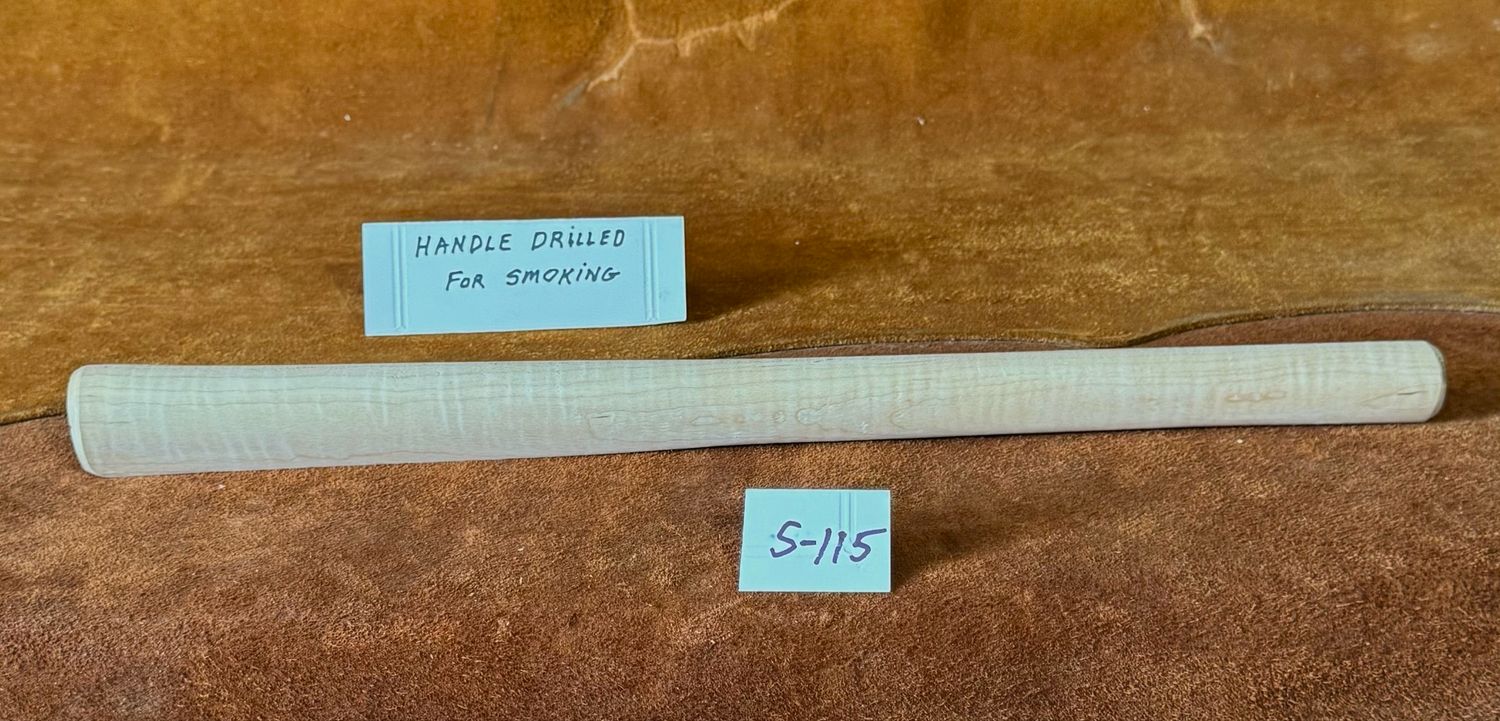 HANDLE DRILLED
FOR SMOKING
S-115